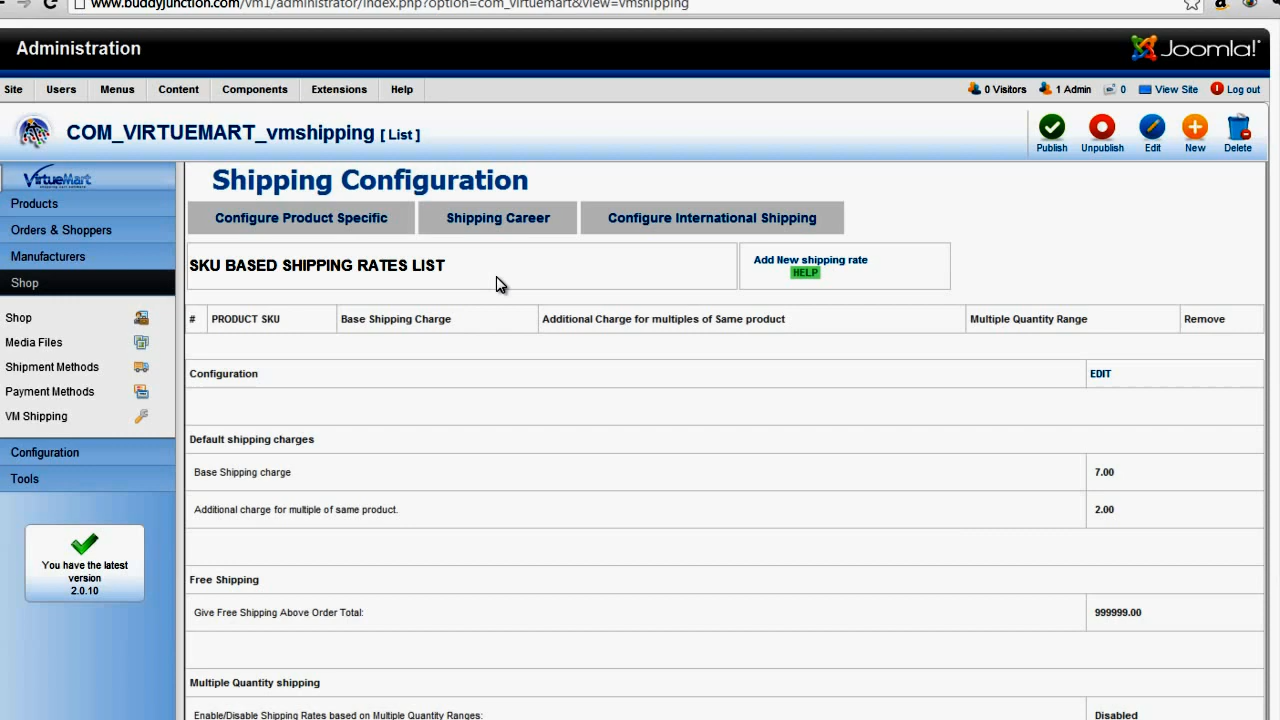 www.buddyjunction.com/vm1/administrator/index.php?option=com_virtuemart&view=vmshipping
Administration
Joomla!
Site Users Menus Content Components Extensions Help
0 Visitors 1 Admin 0 View Site Log out
COM_VIRTUEMART_vmshipping [ List ]
Publish Unpublish Edit New Delete
VirtueMart
Products
Orders & Shoppers
Manufacturers
Shop
Shop
Media Files
Shipment Methods
Payment Methods
VM Shipping
Configuration
Tools
You have the latest
version
2.0.10
Shipping Configuration
Configure Product Specific Shipping Career Configure International Shipping
SKU BASED SHIPPING RATES LIST
Add New shipping rate
HELP
# PRODUCT SKU Base Shipping Charge Additional Charge for multiples of Same product Multiple Quantity Range Remove
Configuration EDIT
Default shipping charges
Base Shipping charge 7.00
Additional charge for multiple of same product. 2.00
Free Shipping
Give Free Shipping Above Order Total: 999999.00
Multiple Quantity shipping
Enable/Disable Shipping Rates based on Multiple Quantity Ranges: Disabled